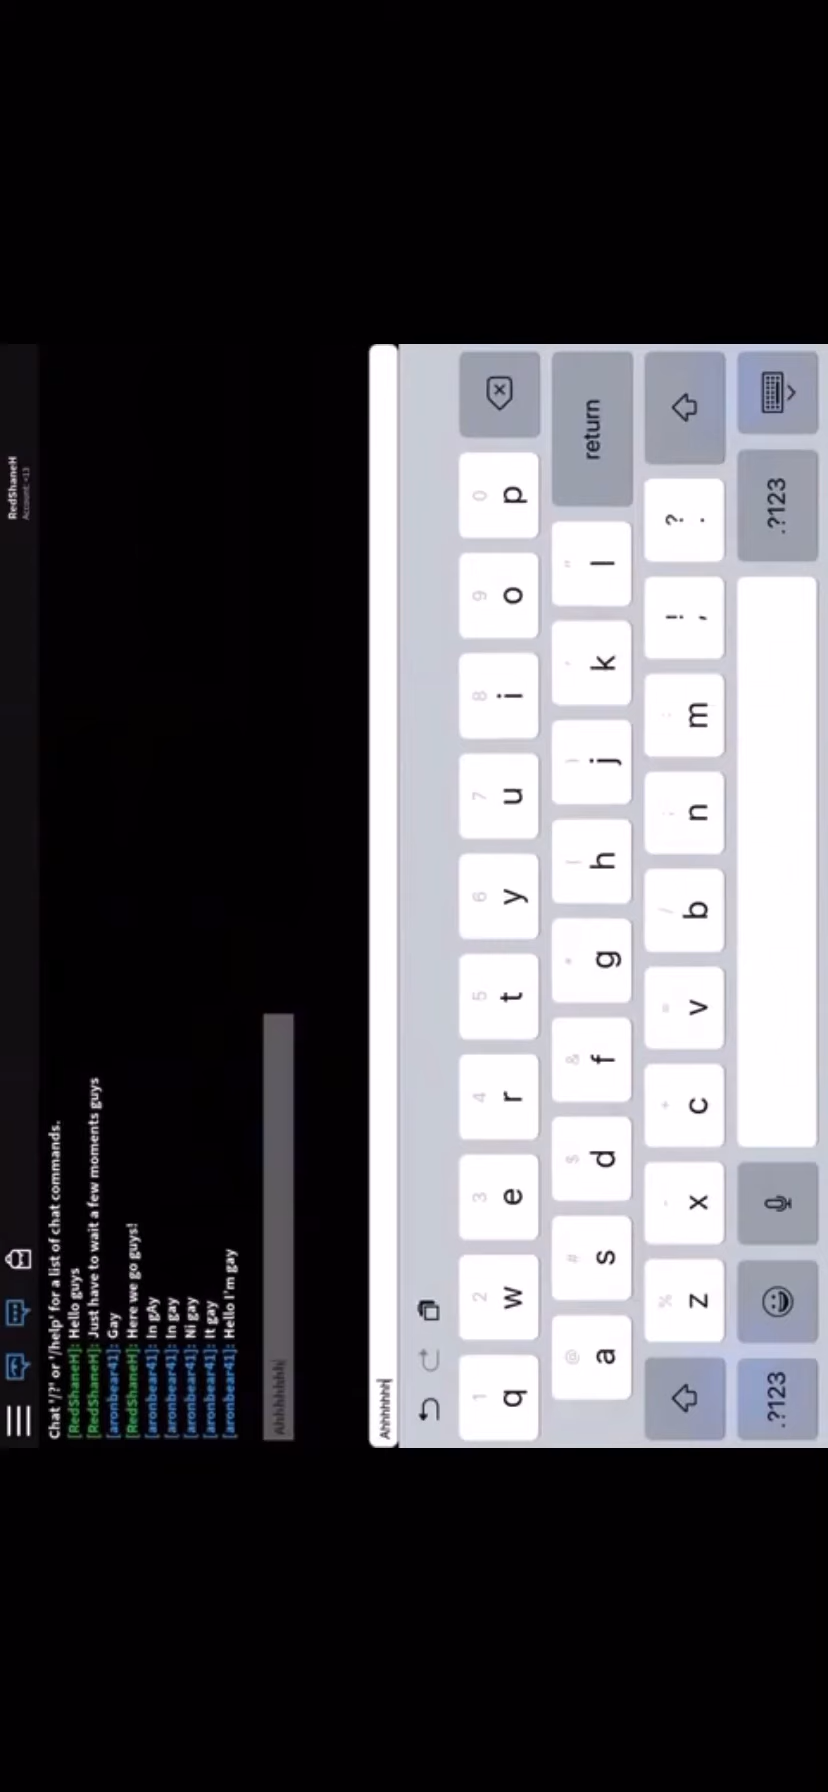 RedShaneH
Account: <13
Chat '/?' or '/help' for a list of chat commands.
[RedShaneH]: Hello guys
[RedShaneH]: Just have to wait a few moments guys
[aronbear41]: Gay
[RedShaneH]: Here we go guys!
[aronbear41]: In gAy
[aronbear41]: In gay
[aronbear41]: Ni gay
[aronbear41]: It gay
[aronbear41]: Hello I'm gay
Ahhhhhhh
Ahhhhhhh
1 2 3 4 5 6 7 8 9 0
q w e r t y u i o p
@ # $ & * ( ) ' "
a s d f g h j k l return
% - + = / ; : ! ?
z x c v b n m , .
.?123 .?123